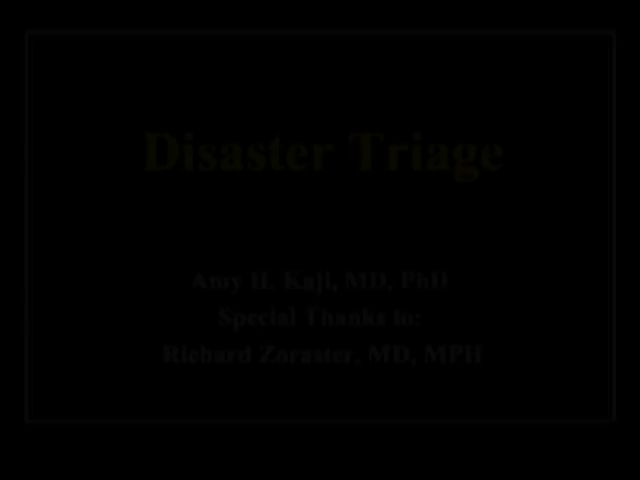 Disaster Triage
Amy H. Kaji, MD, PhD
Special Thanks to:
Richard Zoraster, MD, MPH